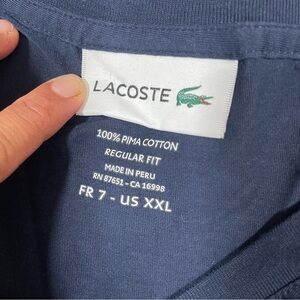 LACOSTE
100% PIMA COTTON
REGULAR FIT
MADE IN PERU
RN 87651 - CA 16998
FR 7 - US XXL